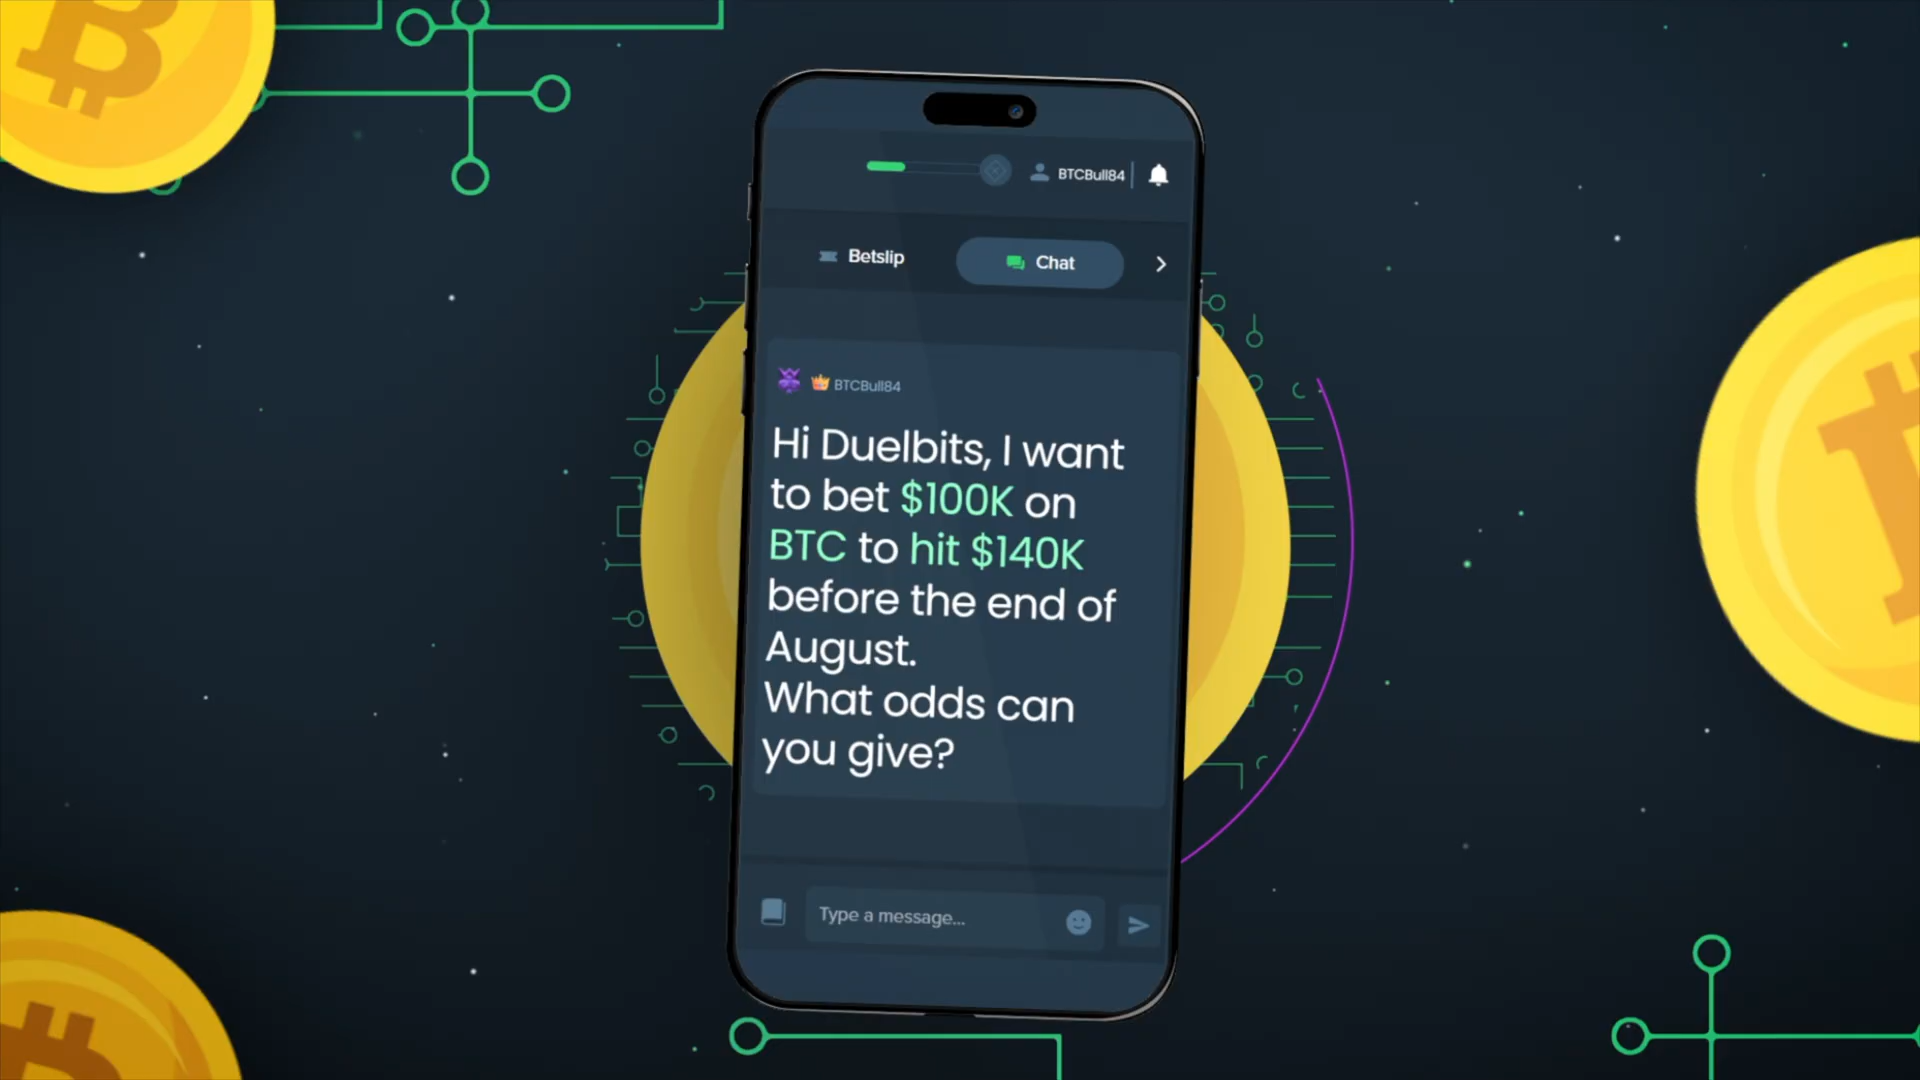 BTCBull84
Betslip
Chat
BTCBull84
Hi Duelbits, I want
to bet $100K on
BTC to hit $140K
before the end of
August.
What odds can
you give?
Type a message...